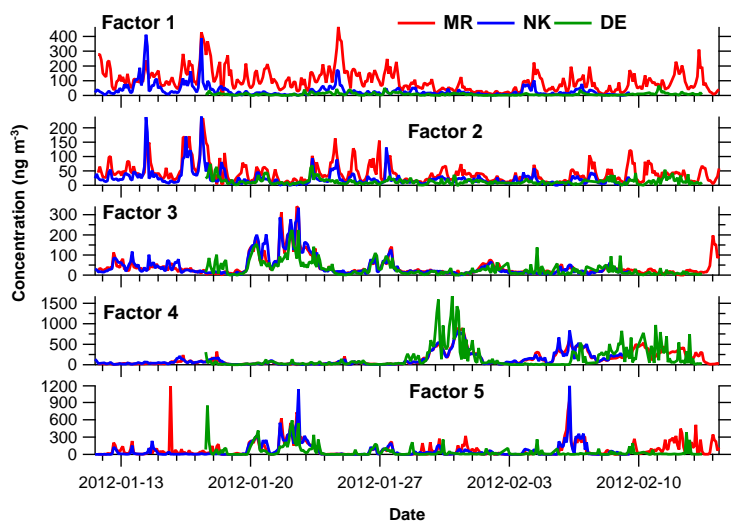 Factor 1
MR NK DE
400
300
200
100
0
Factor 2
200
150
100
50
0
Factor 3
300
200
100
0
Factor 4
1500
1000
500
0
Factor 5
1200
900
600
300
0
Concentration (ng m-3)
2012-01-13 2012-01-20 2012-01-27 2012-02-03 2012-02-10
Date